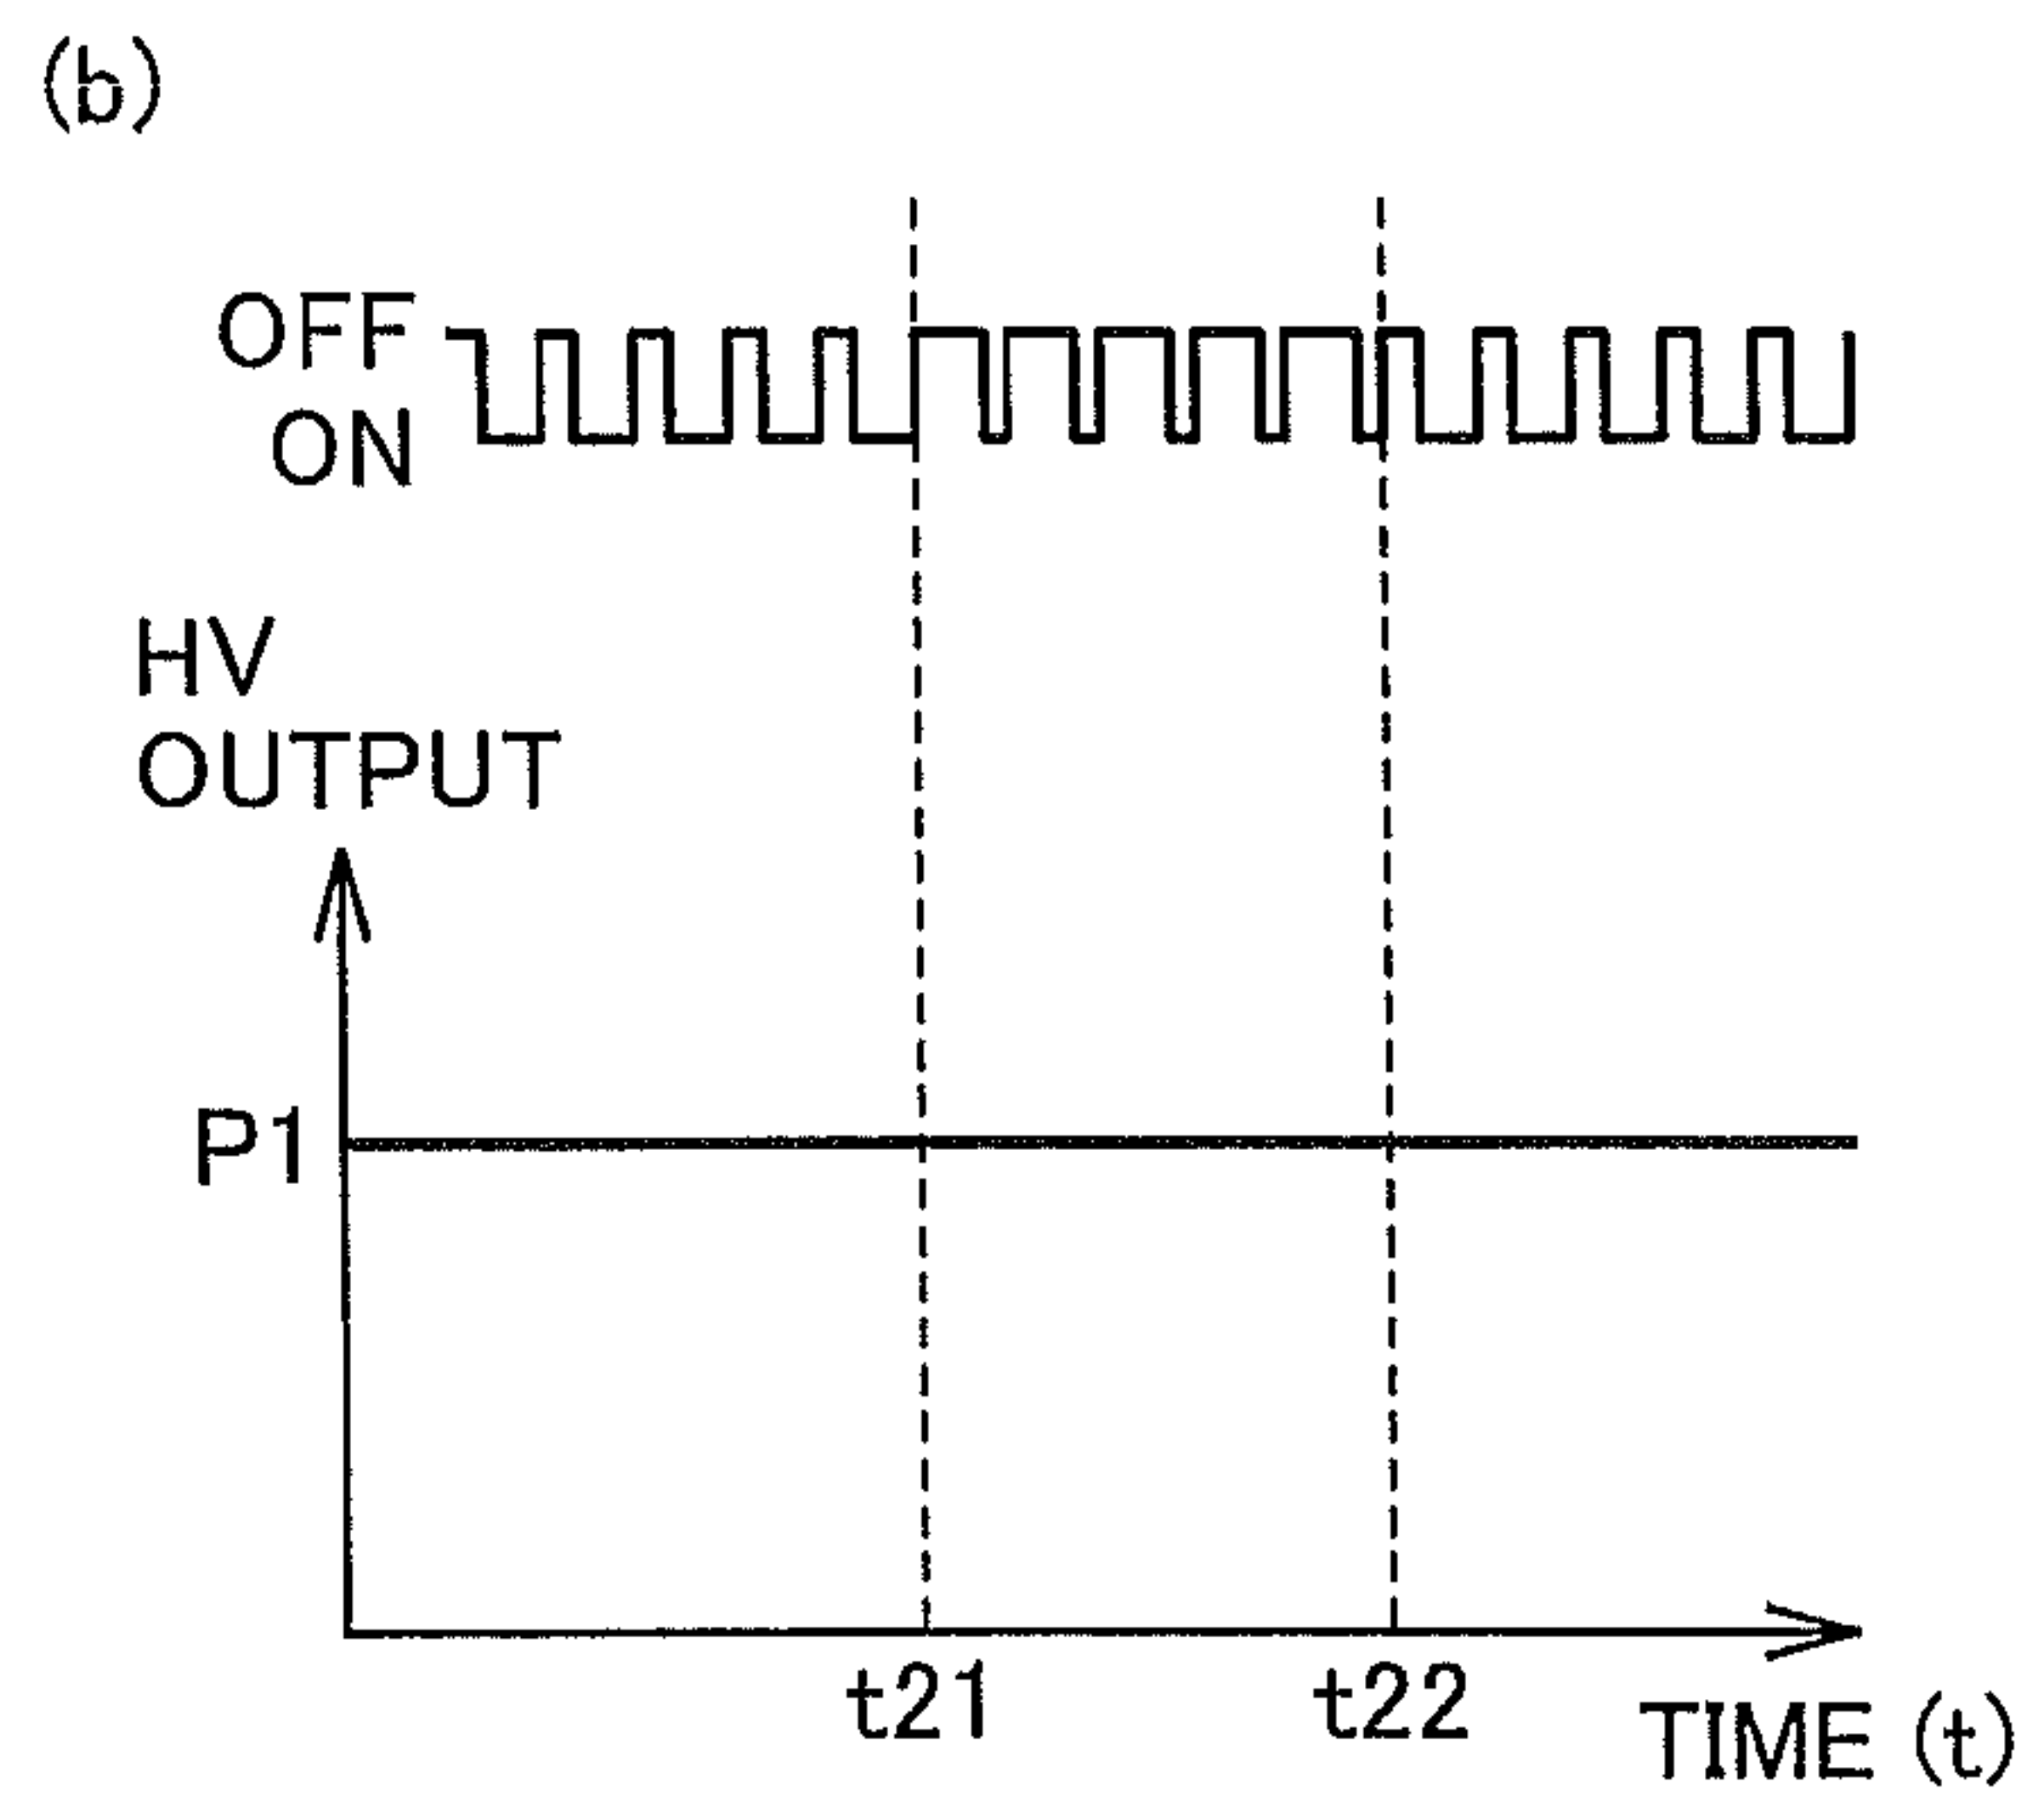 (b)
OFF
ON
HV
OUTPUT
P1
t21 t22
TIME (t)